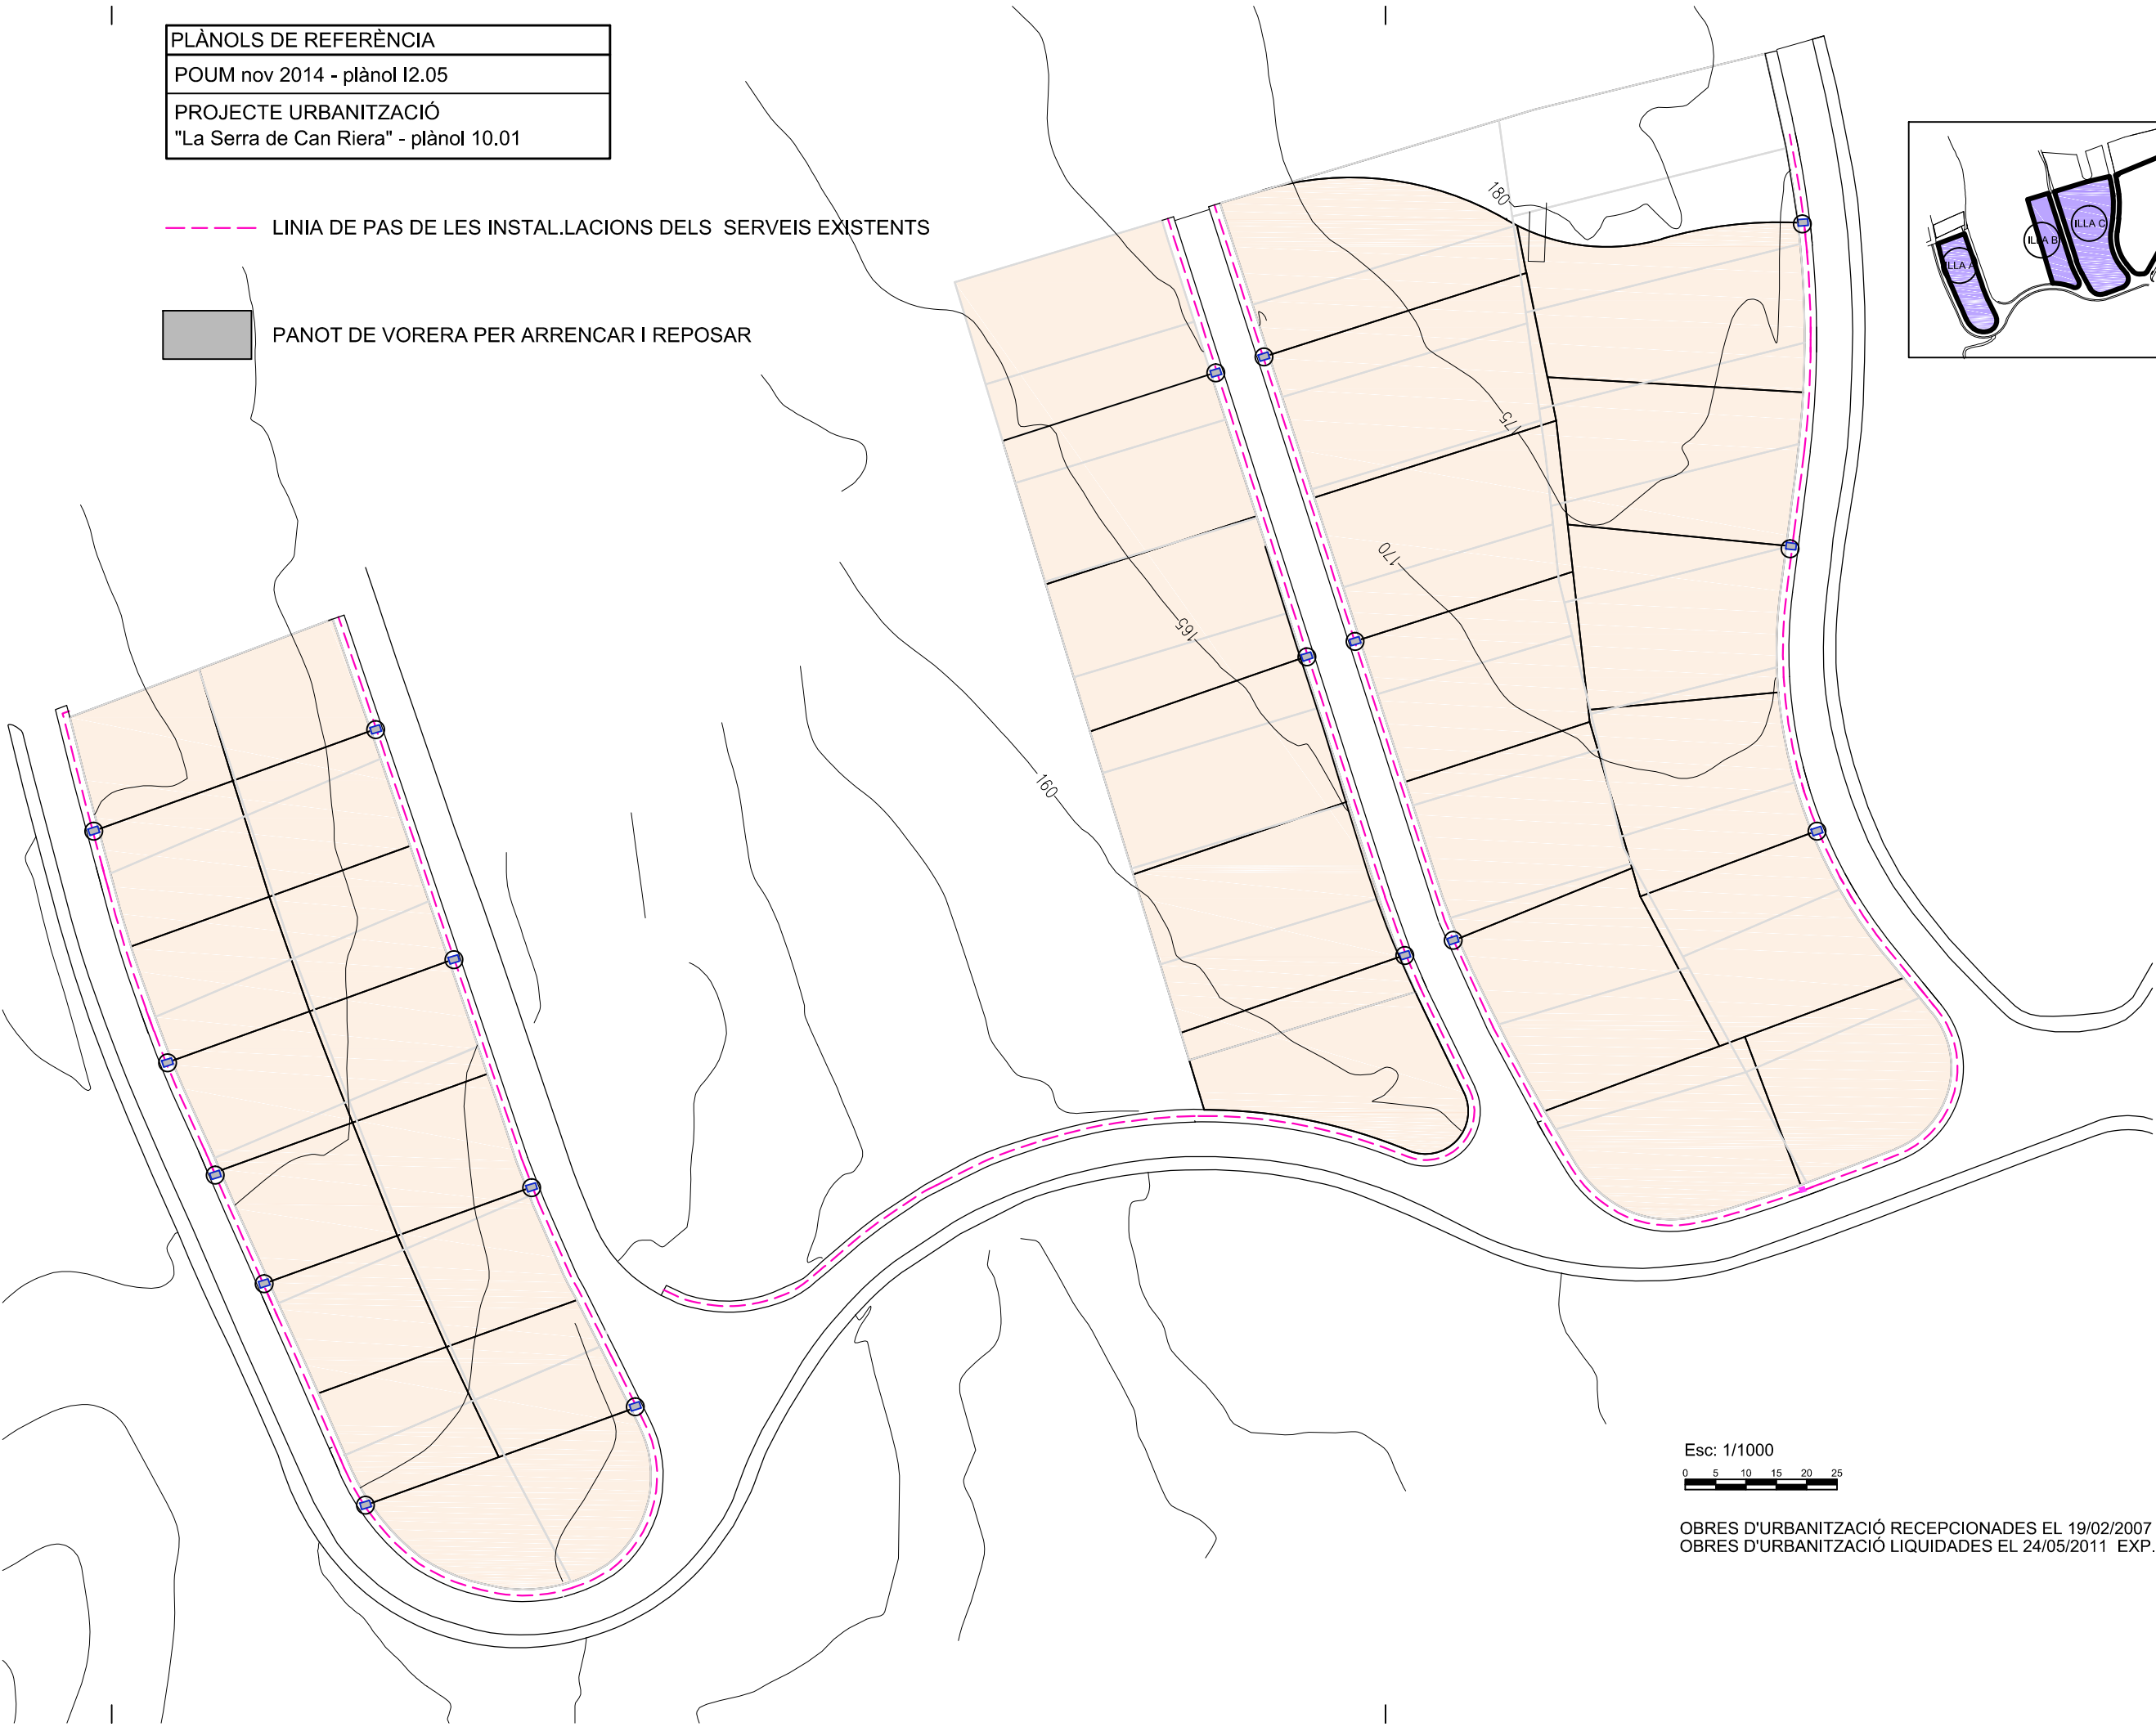 PLÀNOLS DE REFERÈNCIA
POUM nov 2014 - plànol I2.05
PROJECTE URBANITZACIÓ
"La Serra de Can Riera" - plànol 10.01
LINIA DE PAS DE LES INSTAL.LACIONS DELS SERVEIS EXISTENTS
PANOT DE VORERA PER ARRENCAR I REPOSAR
ILLA A
ILLA B
ILLA C
180
175
170
165
160
Esc: 1/1000
0 5 10 15 20 25
OBRES D'URBANITZACIÓ RECEPCIONADES EL 19/02/2007
OBRES D'URBANITZACIÓ LIQUIDADES EL 24/05/2011 EXP.